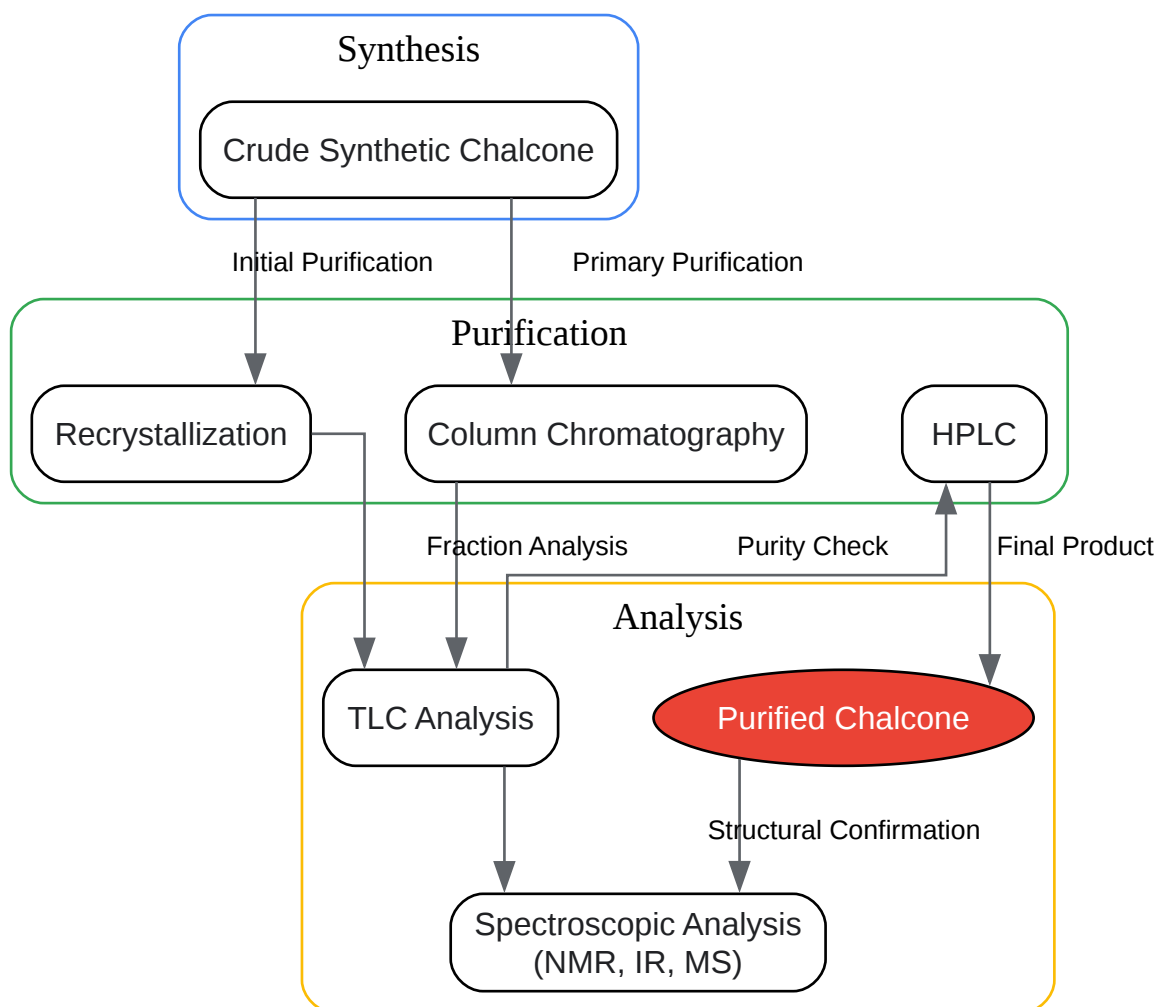 Synthesis
Crude Synthetic Chalcone
Initial Purification
Primary Purification
Purification
Recrystallization
Column Chromatography
HPLC
Fraction Analysis
Purity Check
Final Product
Analysis
TLC Analysis
Purified Chalcone
Structural Confirmation
Spectroscopic Analysis
(NMR, IR, MS)